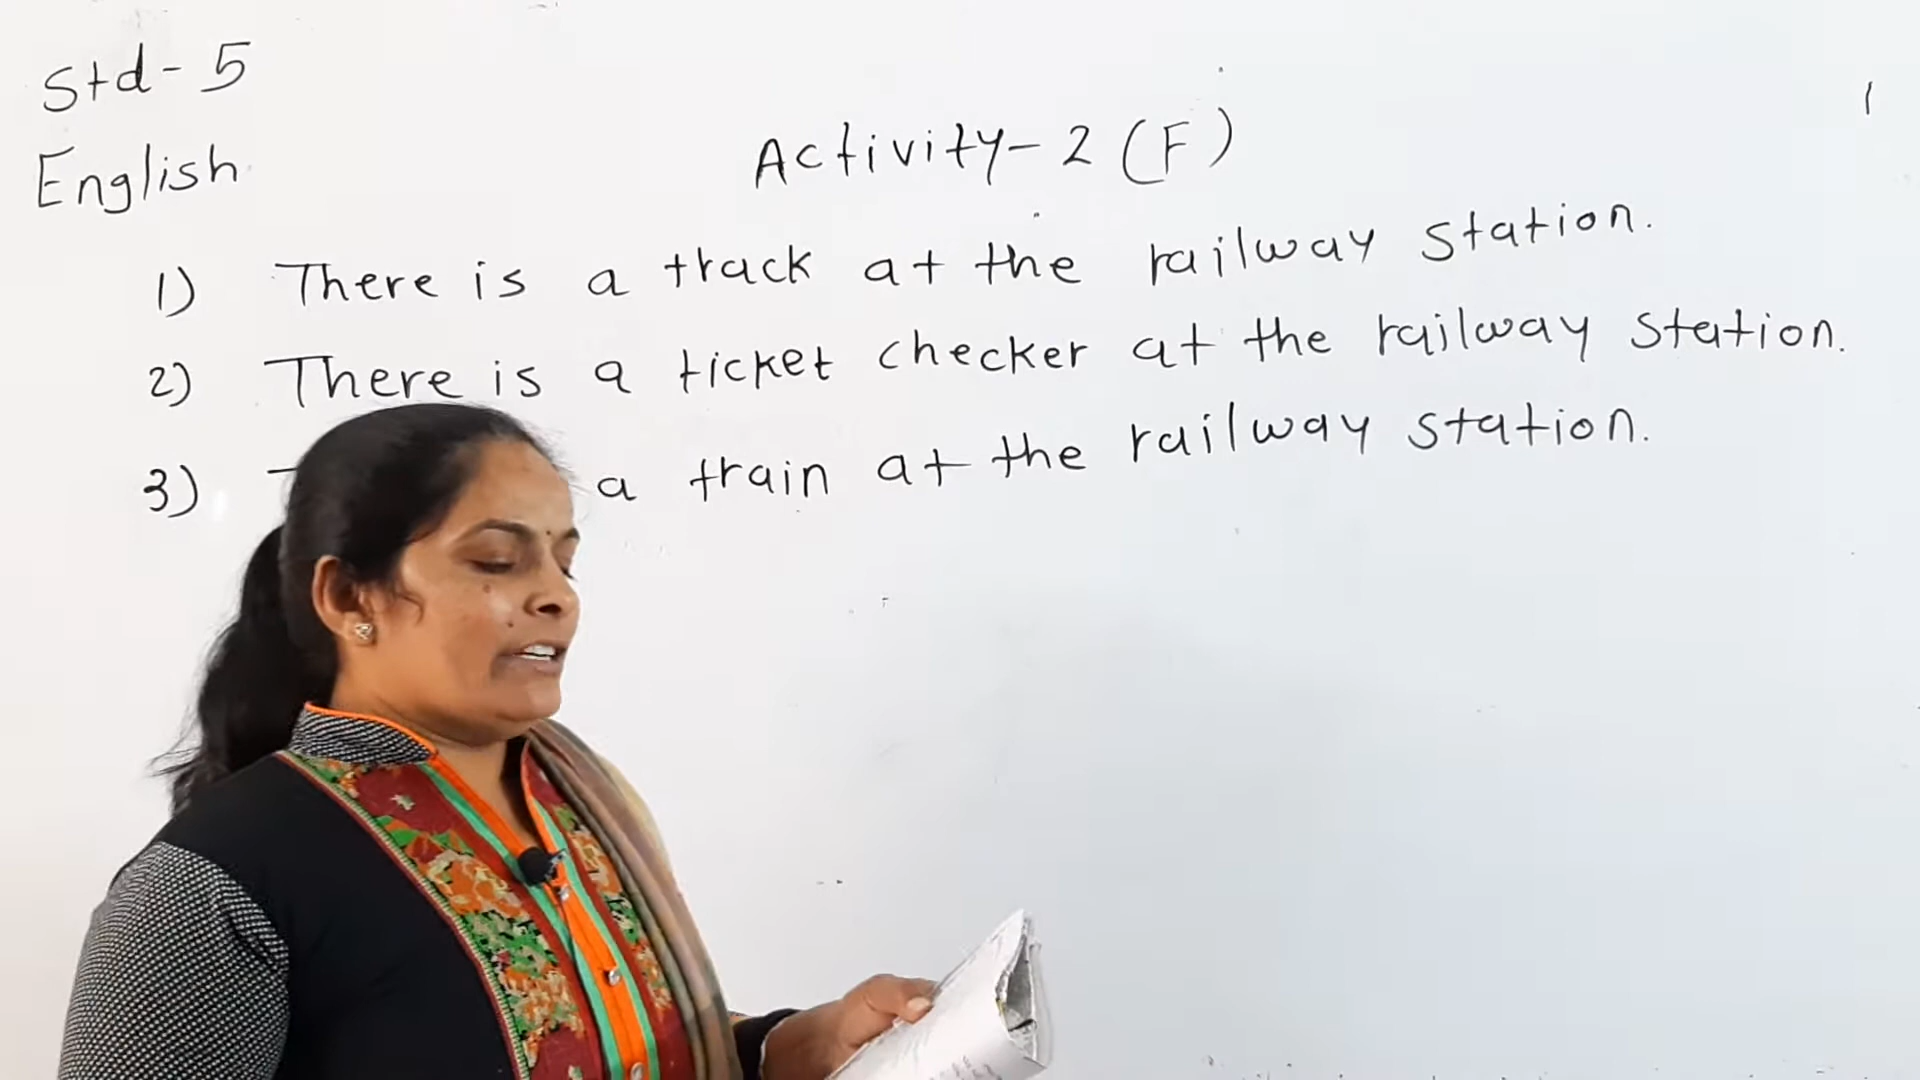 Std-5
English
Activity-2 (F)
1) There is a track at the railway station.
2) There is a ticket checker at the railway station.
3) a train at the railway station.